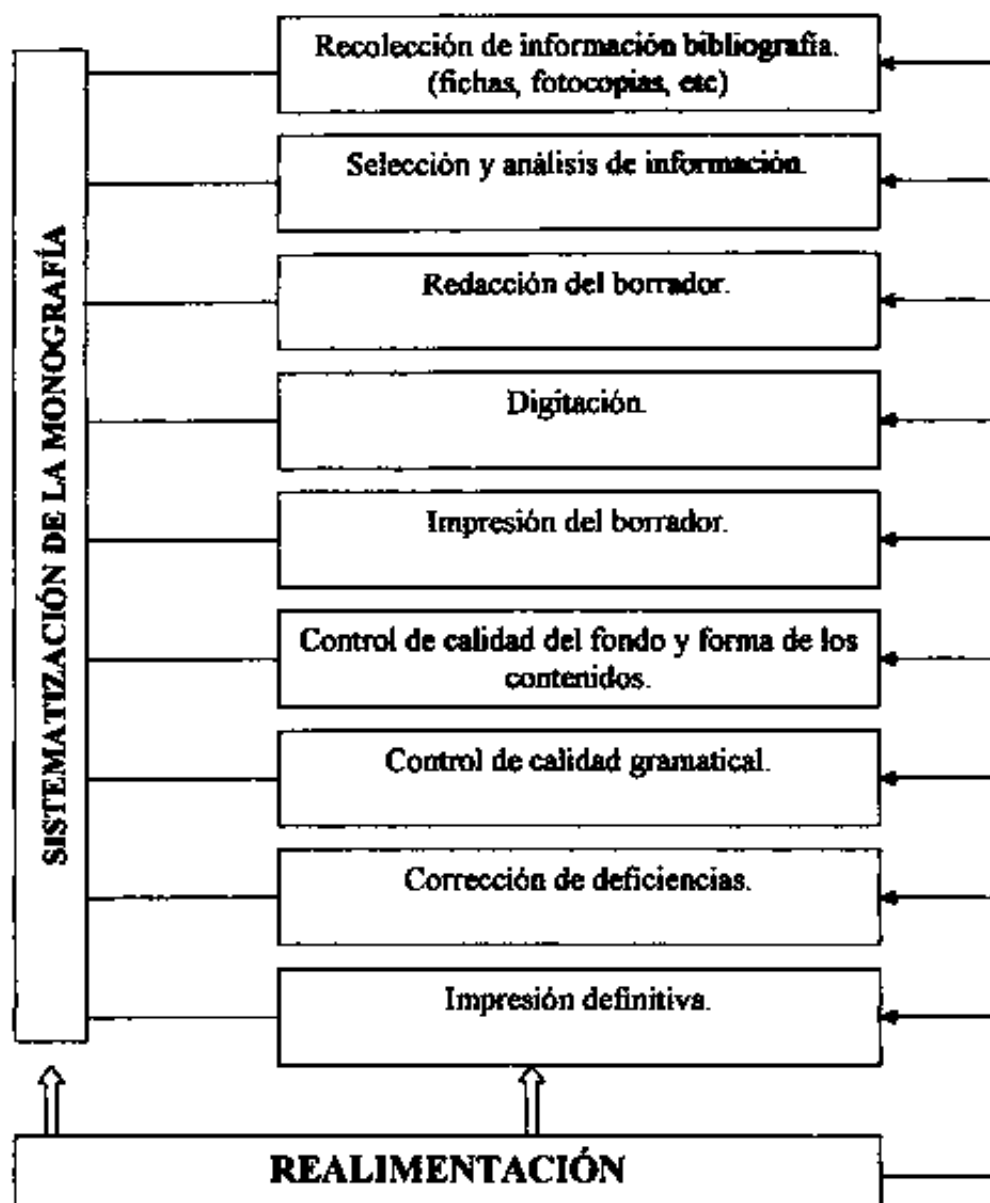 SISTEMATIZACIÓN DE LA MONOGRAFÍA
Recolección de información bibliografía.
(fichas, fotocopias, etc)
Selección y análisis de información.
Redacción del borrador.
Digitación.
Impresión del borrador.
Control de calidad del fondo y forma de los
contenidos.
Control de calidad gramatical.
Corrección de deficiencias.
Impresión definitiva.
REALIMENTACIÓN